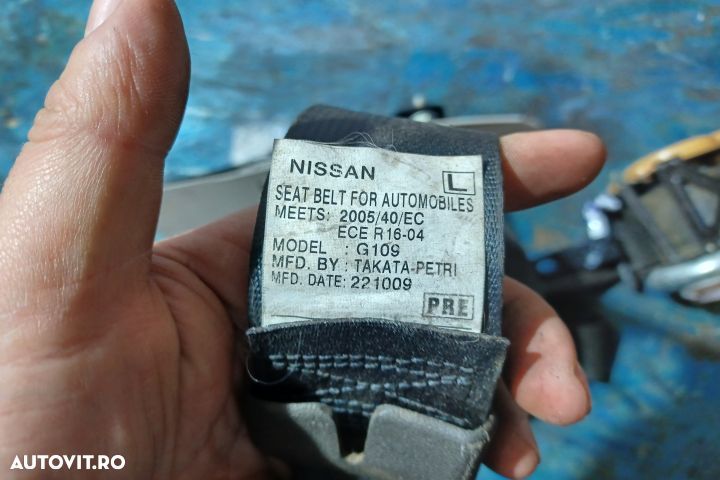 NISSAN L
SEAT BELT FOR AUTOMOBILES
MEETS: 2005/40/EC
ECE R16-04
MODEL : G109
MFD. BY : TAKATA-PETRI
MFD. DATE: 221009
PRE
AUTOVIT.RO